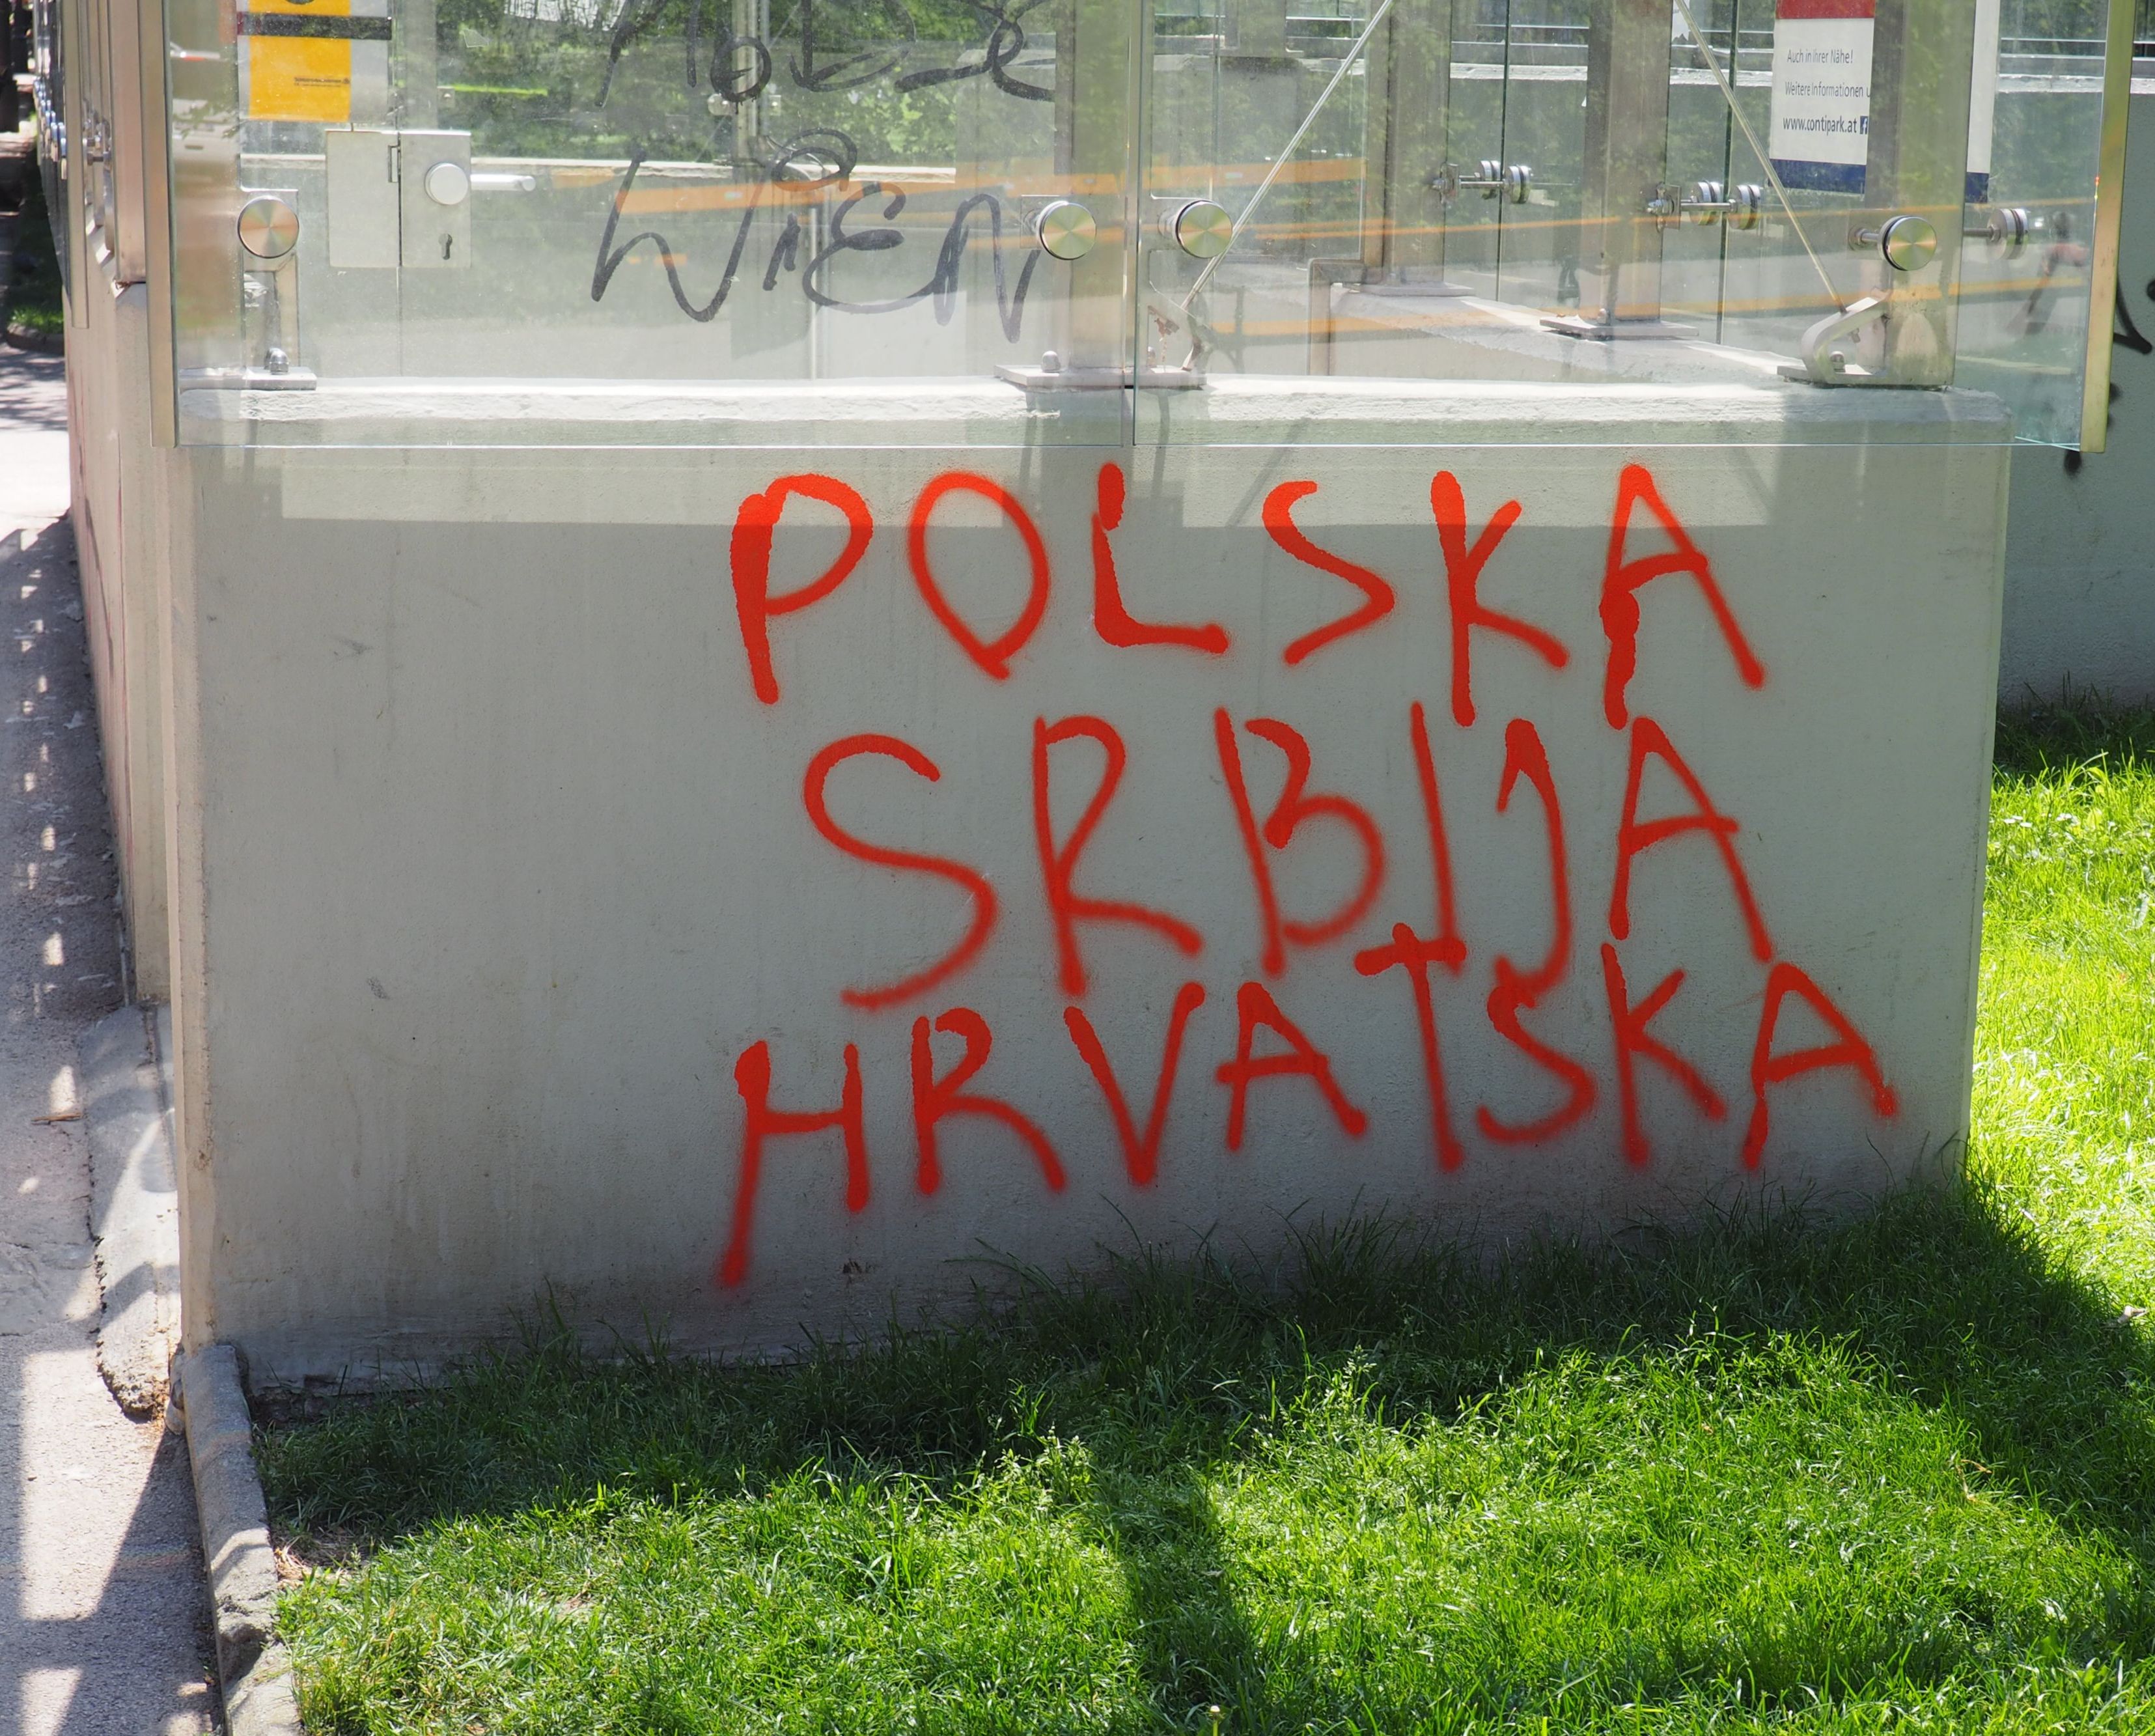 WiEN
Auch in Ihrer Nähe!
Weitere Informationen u
www.contipark.at
POLSKA
SRBIJA
HRVATSKA